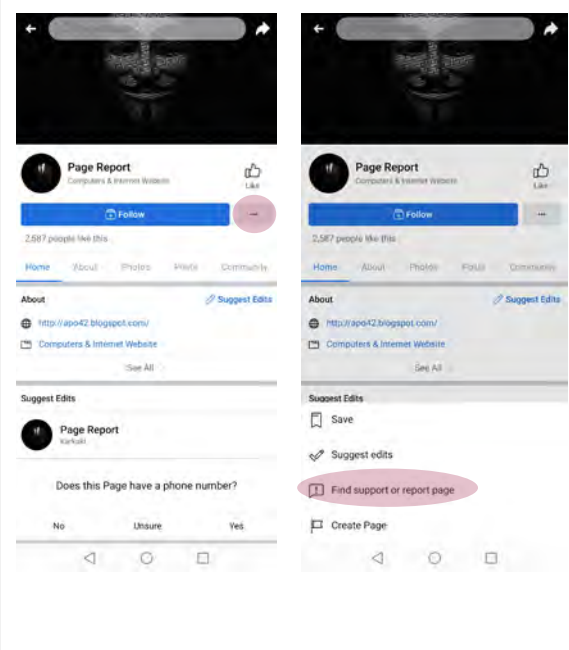 Page Report
Computers & Internet Website
Like
Follow
2,587 people like this
Home About Photos Posts Community
About
Suggest Edits
http://apo42.blogspot.com/
Computers & Internet Website
See All
Suggest Edits
Page Report
Does this Page have a phone number?
No Unsure Yes
Page Report
Computers & Internet Website
Like
Follow
2,587 people like this
Home About Photos Posts Community
About
Suggest Edits
http://apo42.blogspot.com/
Computers & Internet Website
See All
Suggest Edits
Save
Suggest edits
Find support or report page
Create Page